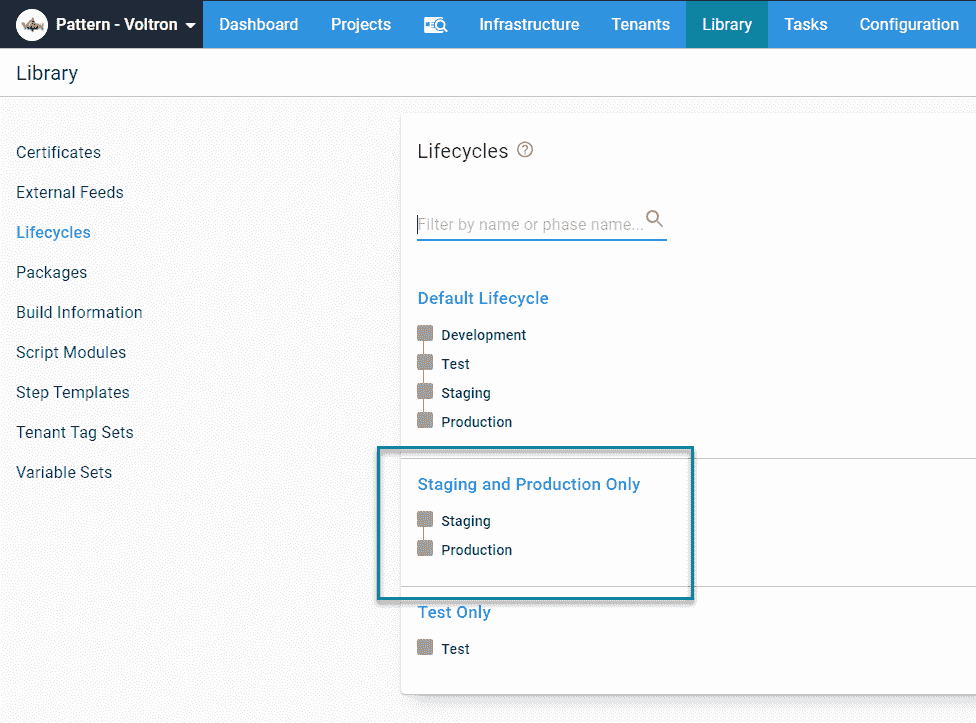 Pattern - Voltron Dashboard Projects Infrastructure Tenants Library Tasks Configuration
Library
Certificates
External Feeds
Lifecycles
Packages
Build Information
Script Modules
Step Templates
Tenant Tag Sets
Variable Sets
Lifecycles ?
Filter by name or phase name...
Default Lifecycle
Development
Test
Staging
Production
Staging and Production Only
Staging
Production
Test Only
Test